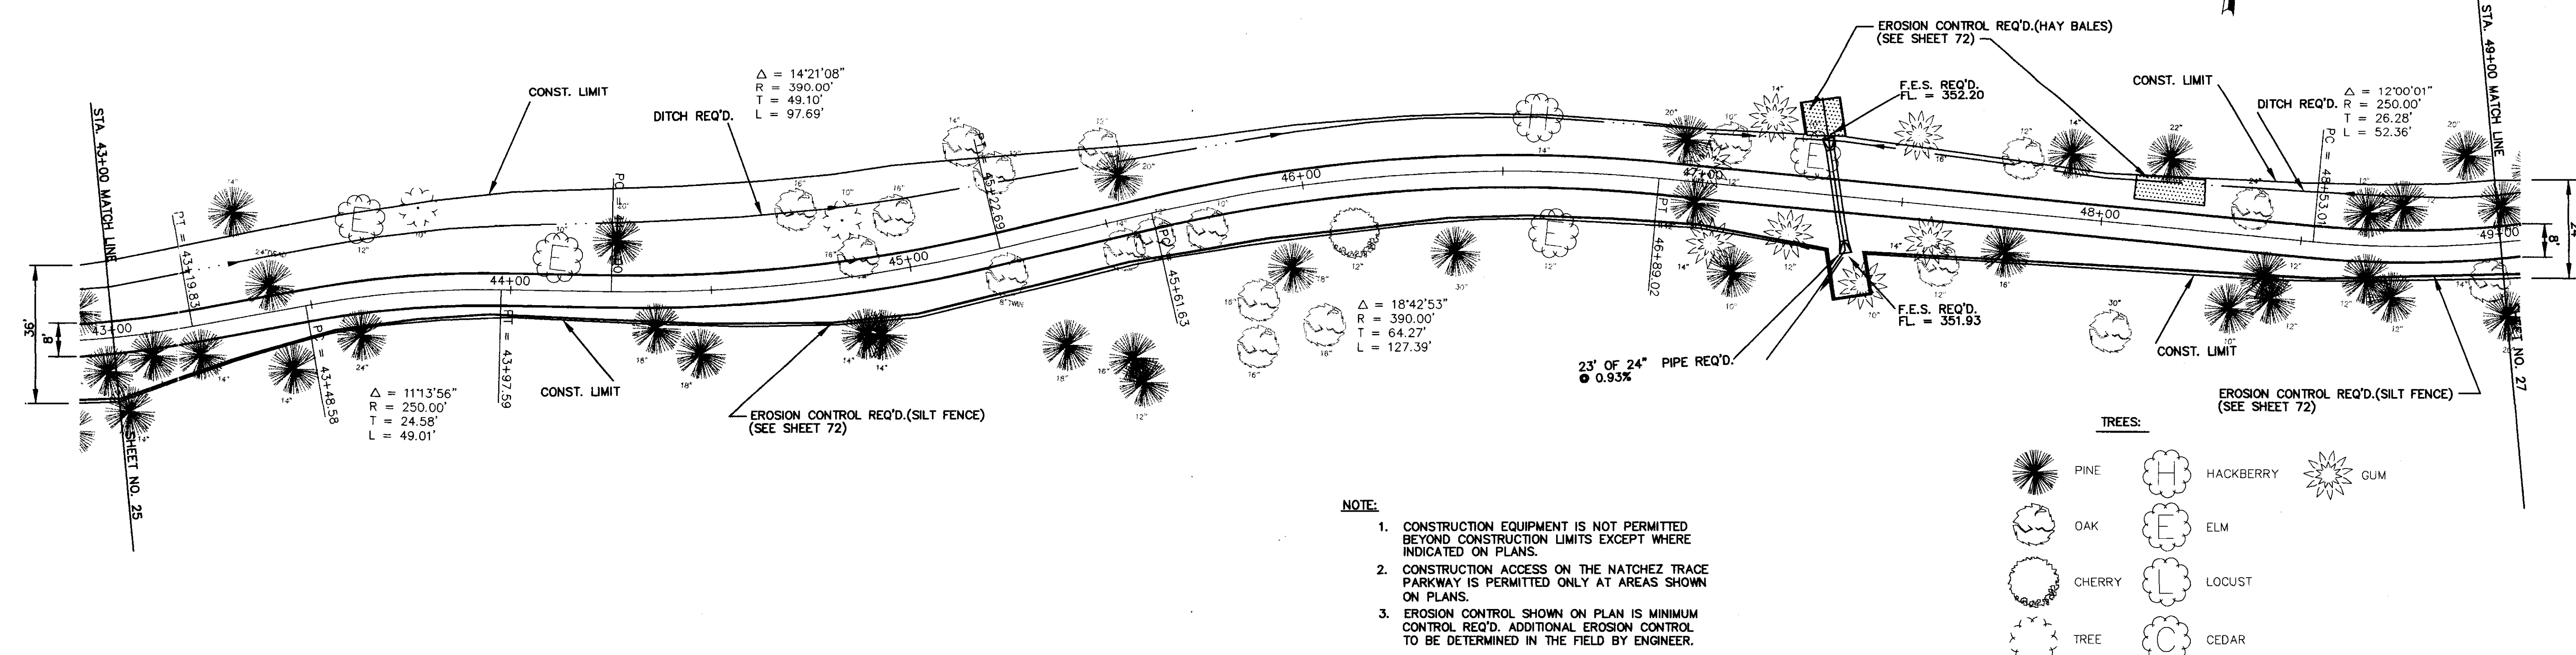 EROSION CONTROL REQ'D.(HAY BALES)
(SEE SHEET 72)
STA. 49+00 MATCH LINE
SHEET NO. 27
F.E.S. REQ'D.
FL. = 352.20
CONST. LIMIT
DITCH REQ'D.
Δ = 12°00'01"
R = 250.00'
T = 26.28'
L = 52.36'
PC = 48+53.01
CONST. LIMIT
DITCH REQ'D.
Δ = 14°21'08"
R = 390.00'
T = 49.10'
L = 97.69'
STA. 43+00 MATCH LINE
SHEET NO. 25
PT = 43+19.83
PC = 43+48.58
PT = 43+97.59
45+22.69
PC = 45+61.63
PT = 46+89.02
43+00
44+00
45+00
46+00
47+00
48+00
49+00
36'
8'
8'
Δ = 11°13'56"
R = 250.00'
T = 24.58'
L = 49.01'
CONST. LIMIT
EROSION CONTROL REQ'D.(SILT FENCE)
(SEE SHEET 72)
Δ = 18°42'53"
R = 390.00'
T = 64.27'
L = 127.39'
23' OF 24" PIPE REQ'D.
@ 0.93%
F.E.S. REQ'D.
FL. = 351.93
CONST. LIMIT
EROSION CONTROL REQ'D.(SILT FENCE)
(SEE SHEET 72)
NOTE:
1. CONSTRUCTION EQUIPMENT IS NOT PERMITTED
BEYOND CONSTRUCTION LIMITS EXCEPT WHERE
INDICATED ON PLANS.
2. CONSTRUCTION ACCESS ON THE NATCHEZ TRACE
PARKWAY IS PERMITTED ONLY AT AREAS SHOWN
ON PLANS.
3. EROSION CONTROL SHOWN ON PLAN IS MINIMUM
CONTROL REQ'D. ADDITIONAL EROSION CONTROL
TO BE DETERMINED IN THE FIELD BY ENGINEER.
TREES:
PINE H HACKBERRY GUM
OAK E ELM
CHERRY L LOCUST
TREE C CEDAR